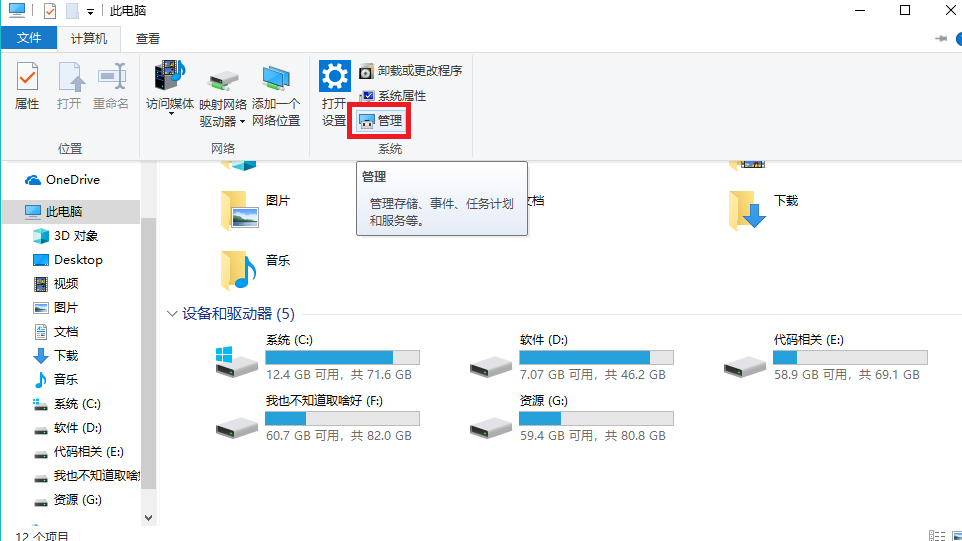 此电脑
文件 计算机 查看
属性
打开
重命名
位置
访问媒体
映射网络
驱动器
添加一个
网络位置
网络
打开
设置
卸载或更改程序
系统属性
管理
系统
管理
管理存储、事件、任务计划
和服务等。
OneDrive
此电脑
3D 对象
Desktop
视频
图片
文档
下载
音乐
系统 (C:)
软件 (D:)
代码相关 (E:)
我也不知道取啥
资源 (G:)
图片
文档
下载
音乐
设备和驱动器 (5)
系统 (C:)
12.4 GB 可用，共 71.6 GB
软件 (D:)
7.07 GB 可用，共 46.2 GB
代码相关 (E:)
58.9 GB 可用，共 69.1 GB
我也不知道取啥好 (F:)
60.7 GB 可用，共 82.0 GB
资源 (G:)
59.4 GB 可用，共 80.8 GB
12 个项目